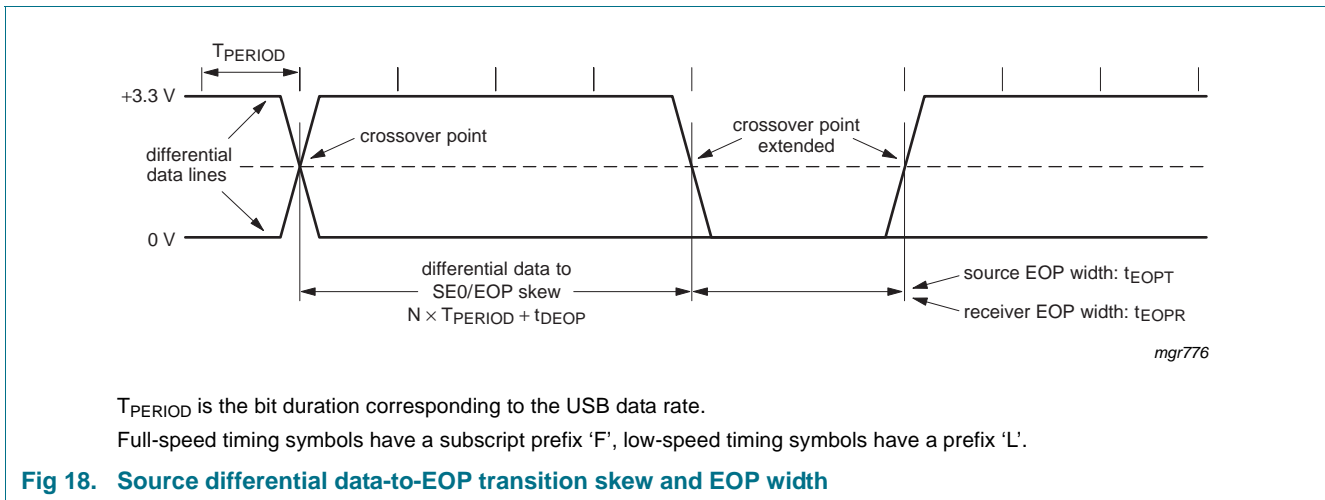 TPERIOD
+3.3 V
crossover point
differential
data lines
crossover point
extended
0 V
differential data to
SE0/EOP skew
N × TPERIOD + tDEOP
source EOP width: tEOPT
receiver EOP width: tEOPR
mgr776
TPERIOD is the bit duration corresponding to the USB data rate.
Full-speed timing symbols have a subscript prefix ‘F’, low-speed timing symbols have a prefix ‘L’.
Fig 18. Source differential data-to-EOP transition skew and EOP width